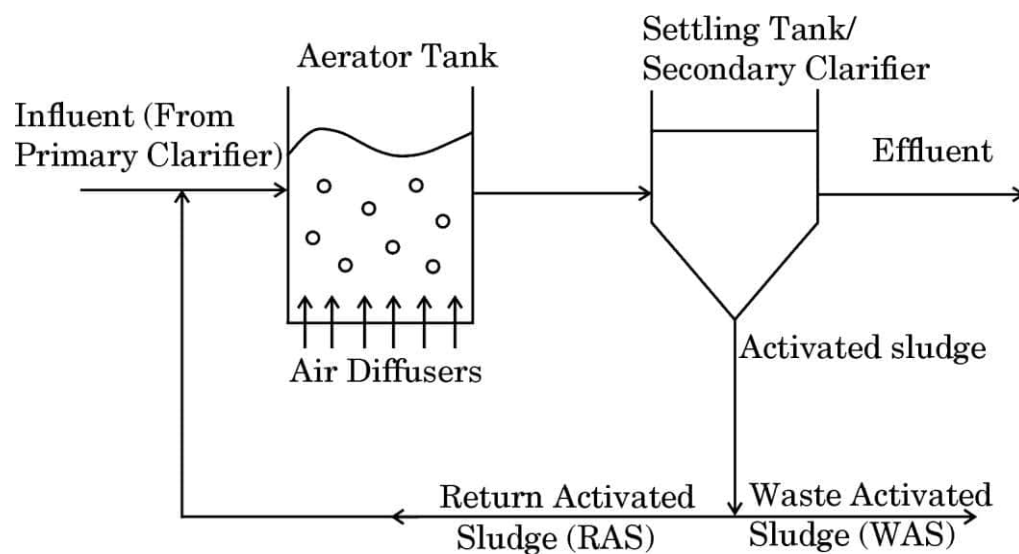 Aerator Tank
Settling Tank/
Secondary Clarifier
Influent (From
Primary Clarifier)
Effluent
Air Diffusers
Activated sludge
Return Activated
Sludge (RAS)
Waste Activated
Sludge (WAS)